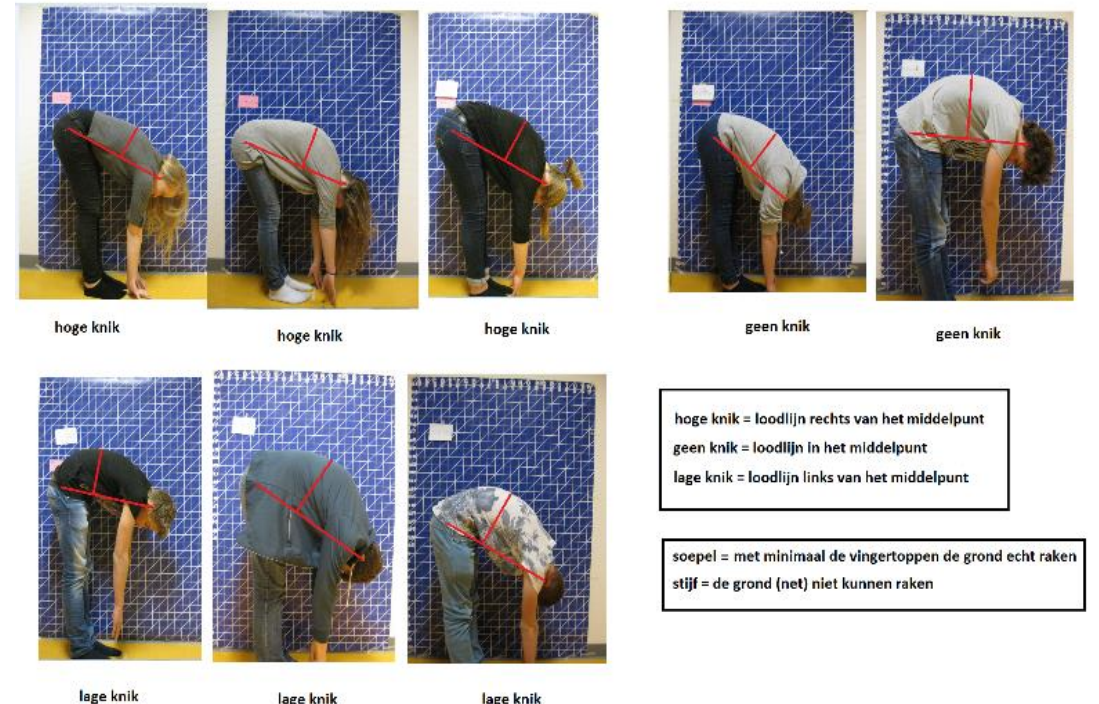 hoge knik
hoge knik
hoge knik
geen knik
geen knik
hoge knik = loodlijn rechts van het middelpunt
geen knik = loodlijn in het middelpunt
lage knik = loodlijn links van het middelpunt
soepel = met minimaal de vingertoppen de grond echt raken
stijf = de grond (net) niet kunnen raken
lage knik
lage knik
lage knik